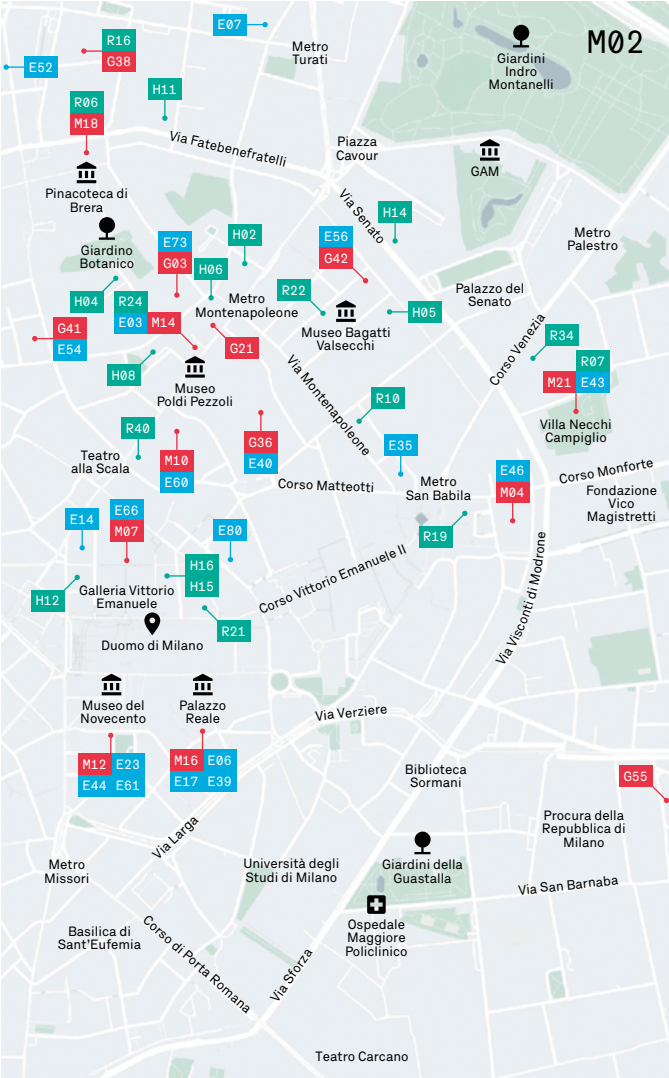 E07
M02
R16
G38
Metro
Turati
Giardini
Indro
Montanelli
E52
H11
R06
M18
Via Fatebenefratelli
Piazza
Cavour
GAM
Pinacoteca di
Brera
Via Senato
H14
Giardino
Botanico
E73
G03
H02
E56
G42
Metro
Palestro
H06
H04
R24
E03
M14
Metro
Montenapoleone
R22
Palazzo del
Senato
H05
G41
E54
G21
Museo Bagatti
Valsecchi
Corso Venezia
R34
H08
Museo
Poldi Pezzoli
Via Montenapoleone
R07
M21
E43
R10
Villa Necchi
Campiglio
R40
G36
E40
E35
Teatro
alla Scala
M10
E60
Corso Matteotti
Metro
San Babila
E46
M04
Corso Monforte
Fondazione
Vico
Magistretti
E14
E66
M07
E80
R19
H16
H15
Corso Vittorio Emanuele II
Via Visconti di Modrone
H12
Galleria Vittorio
Emanuele
R21
Duomo di Milano
Museo del
Novecento
Palazzo
Reale
Via Verziere
M12 E23
E44 E61
M16 E06
E17 E39
Biblioteca
Sormani
G55
Via Larga
Procura della
Repubblica di
Milano
Metro
Missori
Università degli
Studi di Milano
Giardini della
Guastalla
Via San Barnaba
Basilica di
Sant'Eufemia
Corso di Porta Romana
Ospedale
Maggiore
Policlinico
Via Sforza
Teatro Carcano